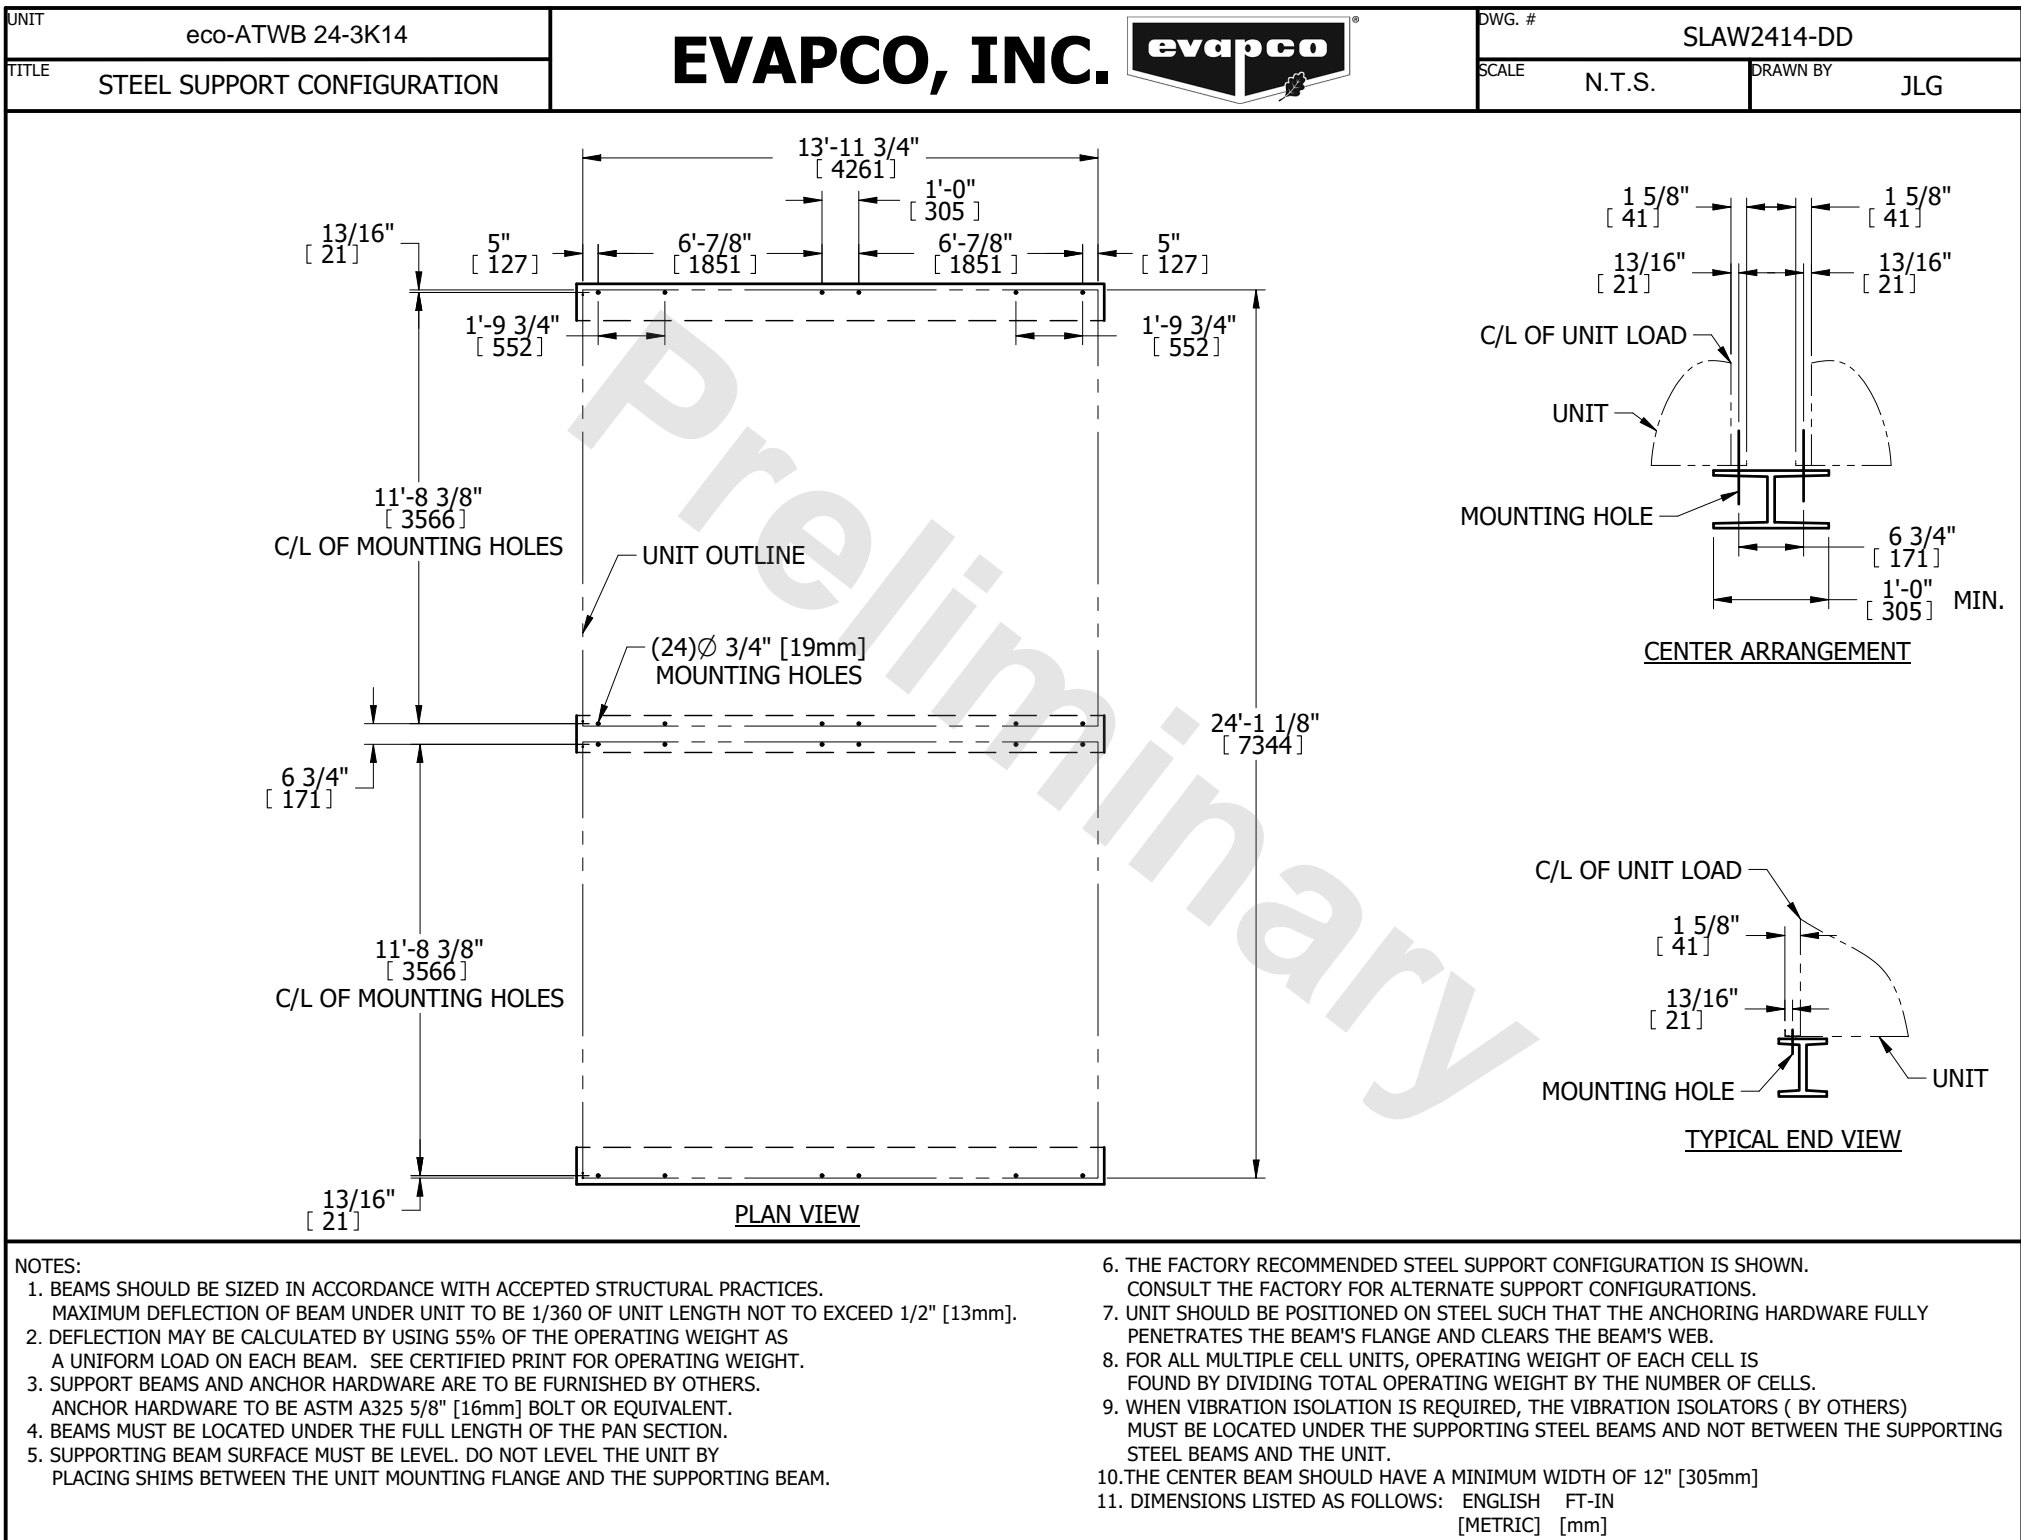 UNIT
eco-ATWB 24-3K14
TITLE
STEEL SUPPORT CONFIGURATION
EVAPCO, INC.
evapco
®
DWG. #
SLAW2414-DD
SCALE
N.T.S.
DRAWN BY
JLG
13'-11 3/4"
[ 4261]
1'-0"
[ 305 ]
13/16"
[ 21]
5"
[ 127]
6'-7/8"
[ 1851 ]
6'-7/8"
[ 1851 ]
5"
[ 127]
1'-9 3/4"
[ 552]
1'-9 3/4"
[ 552]
11'-8 3/8"
[ 3566]
C/L OF MOUNTING HOLES
UNIT OUTLINE
(24)∅ 3/4" [19mm]
MOUNTING HOLES
6 3/4"
[ 171]
24'-1 1/8"
[ 7344]
11'-8 3/8"
[ 3566]
C/L OF MOUNTING HOLES
13/16"
[ 21]
PLAN VIEW
Preliminary
1 5/8"
[ 41]
1 5/8"
[ 41]
13/16"
[ 21]
13/16"
[ 21]
C/L OF UNIT LOAD
UNIT
MOUNTING HOLE
6 3/4"
[ 171]
1'-0"
[ 305] MIN.
CENTER ARRANGEMENT
C/L OF UNIT LOAD
1 5/8"
[ 41]
13/16"
[ 21]
MOUNTING HOLE
UNIT
TYPICAL END VIEW
NOTES:
1. BEAMS SHOULD BE SIZED IN ACCORDANCE WITH ACCEPTED STRUCTURAL PRACTICES.
MAXIMUM DEFLECTION OF BEAM UNDER UNIT TO BE 1/360 OF UNIT LENGTH NOT TO EXCEED 1/2" [13mm].
2. DEFLECTION MAY BE CALCULATED BY USING 55% OF THE OPERATING WEIGHT AS
A UNIFORM LOAD ON EACH BEAM. SEE CERTIFIED PRINT FOR OPERATING WEIGHT.
3. SUPPORT BEAMS AND ANCHOR HARDWARE ARE TO BE FURNISHED BY OTHERS.
ANCHOR HARDWARE TO BE ASTM A325 5/8" [16mm] BOLT OR EQUIVALENT.
4. BEAMS MUST BE LOCATED UNDER THE FULL LENGTH OF THE PAN SECTION.
5. SUPPORTING BEAM SURFACE MUST BE LEVEL. DO NOT LEVEL THE UNIT BY
PLACING SHIMS BETWEEN THE UNIT MOUNTING FLANGE AND THE SUPPORTING BEAM.
6. THE FACTORY RECOMMENDED STEEL SUPPORT CONFIGURATION IS SHOWN.
CONSULT THE FACTORY FOR ALTERNATE SUPPORT CONFIGURATIONS.
7. UNIT SHOULD BE POSITIONED ON STEEL SUCH THAT THE ANCHORING HARDWARE FULLY
PENETRATES THE BEAM'S FLANGE AND CLEARS THE BEAM'S WEB.
8. FOR ALL MULTIPLE CELL UNITS, OPERATING WEIGHT OF EACH CELL IS
FOUND BY DIVIDING TOTAL OPERATING WEIGHT BY THE NUMBER OF CELLS.
9. WHEN VIBRATION ISOLATION IS REQUIRED, THE VIBRATION ISOLATORS ( BY OTHERS)
MUST BE LOCATED UNDER THE SUPPORTING STEEL BEAMS AND NOT BETWEEN THE SUPPORTING
STEEL BEAMS AND THE UNIT.
10.THE CENTER BEAM SHOULD HAVE A MINIMUM WIDTH OF 12" [305mm]
11. DIMENSIONS LISTED AS FOLLOWS: ENGLISH FT-IN
[METRIC] [mm]